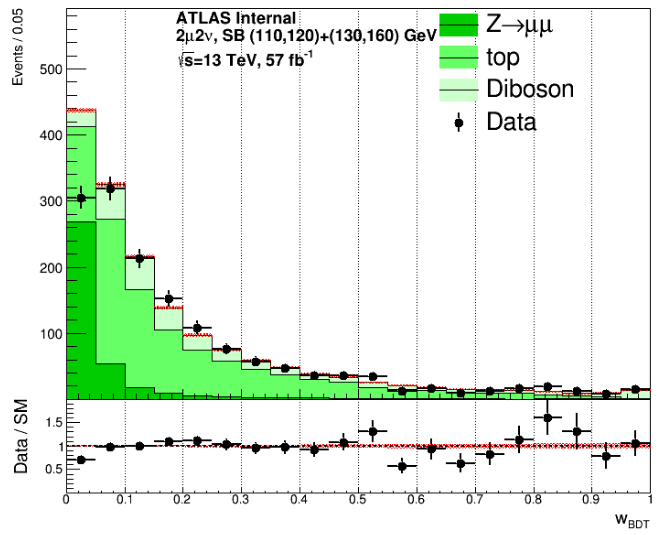 ATLAS Internal
2μ2ν, SB (110,120)+(130,160) GeV
√s=13 TeV, 57 fb⁻¹
Z→μμ
top
Diboson
Data
Events / 0.05
500
400
300
200
100
Data / SM
1.5
1
0.5
0 0.1 0.2 0.3 0.4 0.5 0.6 0.7 0.8 0.9 1
w_BDT